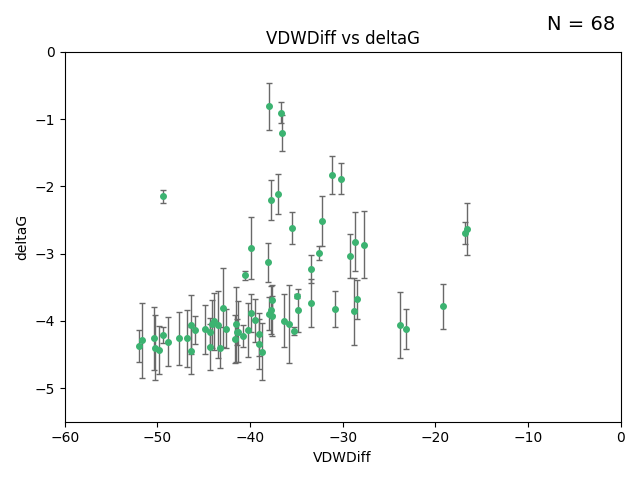 N = 68
VDWDiff vs deltaG
0
−1
−2
−3
−4
−5
deltaG
−60 −50 −40 −30 −20 −10 0
VDWDiff